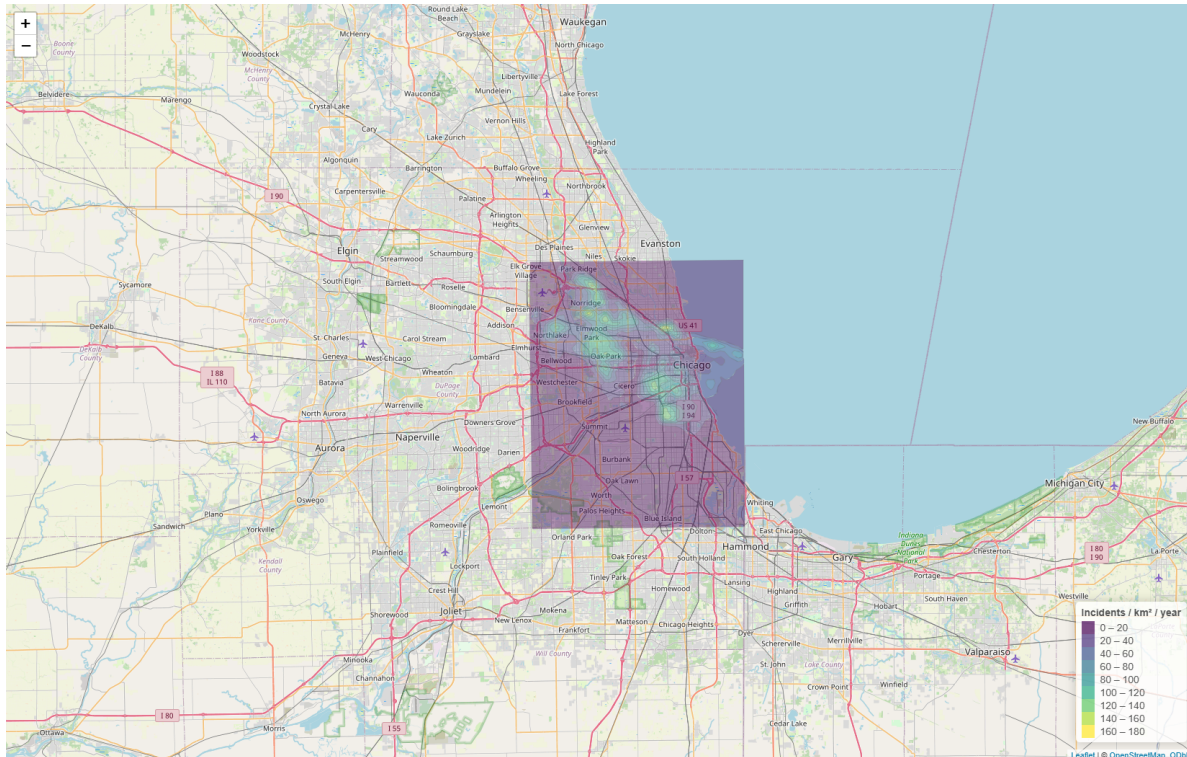 +
−
Round Lake
Beach
Waukegan
Boone
County
McHenry
Grayslake
Woodstock
North Chicago
McHenry
County
Libertyville
Belvidere
Marengo
Wauconda
Mundelein
Lake Forest
Crystal Lake
Vernon Hills
Cary
Lake Zurich
Highland
Park
Algonquin
Barrington
Buffalo Grove
Wheeling
Carpentersville
Northbrook
I 90
Palatine
Arlington
Heights
Glenview
Elgin
Des Plaines
Evanston
Schaumburg
Niles
Skokie
Streamwood
Elk Grove
Village
Park Ridge
Sycamore
South Elgin
Bartlett
Roselle
Norridge
Bloomingdale
Bensenville
Kane County
Addison
US 41
DeKalb
DeKalb
County
St. Charles
Carol Stream
Northlake
Elmwood
Park
Geneva
West Chicago
Lombard
Elmhurst
Oak Park
Bellwood
Chicago
I 88
IL 110
Wheaton
Batavia
DuPage
County
Westchester
Cicero
Warrenville
Brookfield
North Aurora
I 90
I 94
Downers Grove
Naperville
Summit
New Buffalo
Aurora
Woodridge
Darien
Burbank
Bolingbrook
Oak Lawn
I 57
Michigan City
Oswego
Lemont
Worth
Whiting
Plano
Romeoville
Palos Heights
Blue Island
Sandwich
Yorkville
Dolton
East Chicago
Orland Park
Hammond
Indiana
Dunes
National
Park
Plainfield
Oak Forest
South Holland
Gary
Chesterton
I 80
I 90
La Porte
Kendall
County
Lockport
Tinley Park
Lansing
Portage
Crest Hill
Homewood
Highland
Westville
Shorewood
Joliet
Mokena
Griffith
Hobart
South Haven
New Lenox
Matteson
Chicago Heights
Frankfort
Dyer
Merrillville
Schererville
Minooka
Will County
Lake County
Valparaiso
Channahon
St. John
Crown Point
Winfield
I 80
Morris
I 55
Cedar Lake
Ottawa
Incidents / km² / year
0 – 20
20 – 40
40 – 60
60 – 80
80 – 100
100 – 120
120 – 140
140 – 160
160 – 180
Leaflet | © OpenStreetMap, ODbL